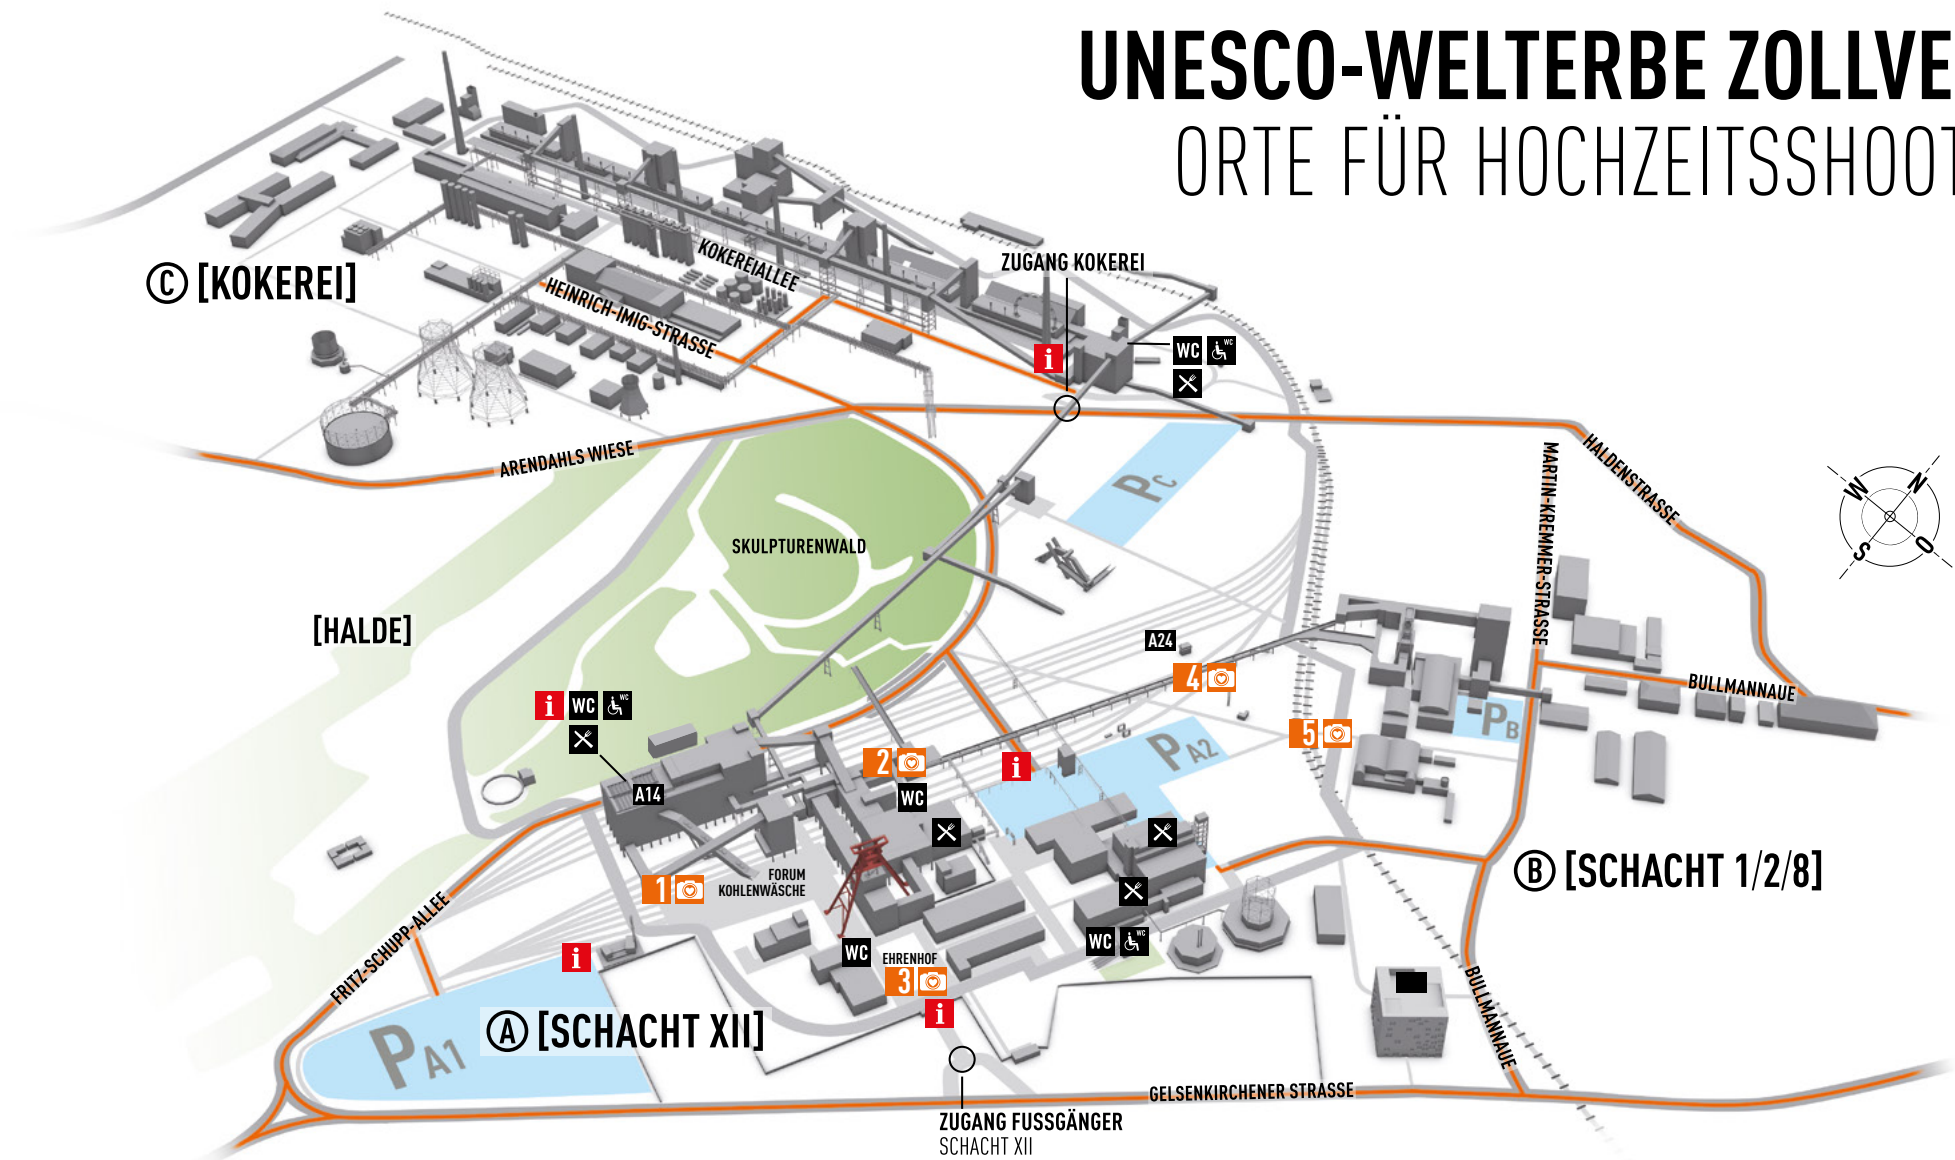 UNESCO-WELTERBE ZOLLVE
ORTE FÜR HOCHZEITSSHOOT
ZUGANG KOKEREI
KOKEREIALLEE
HEINRICH-IMIG-STRASSE
C [KOKEREI]
i
WC WC
ARENDAHLS WIESE
PC
HALDENSTRASSE
MARTIN-KREMMER-STRASSE
W N
S O
SKULPTURENWALD
[HALDE]
A24
4
BULLMANNAUE
i WC WC
A14
2
WC
i
PA2
5
PB
1
FORUM
KOHLENWÄSCHE
B [SCHACHT 1/2/8]
FRITZ-SCHUPP-ALLEE
i
WC
EHRENHOF
3
i
WC WC
BULLMANNAUE
PA1
A [SCHACHT XII]
GELSENKIRCHENER STRASSE
ZUGANG FUSSGÄNGER
SCHACHT XII